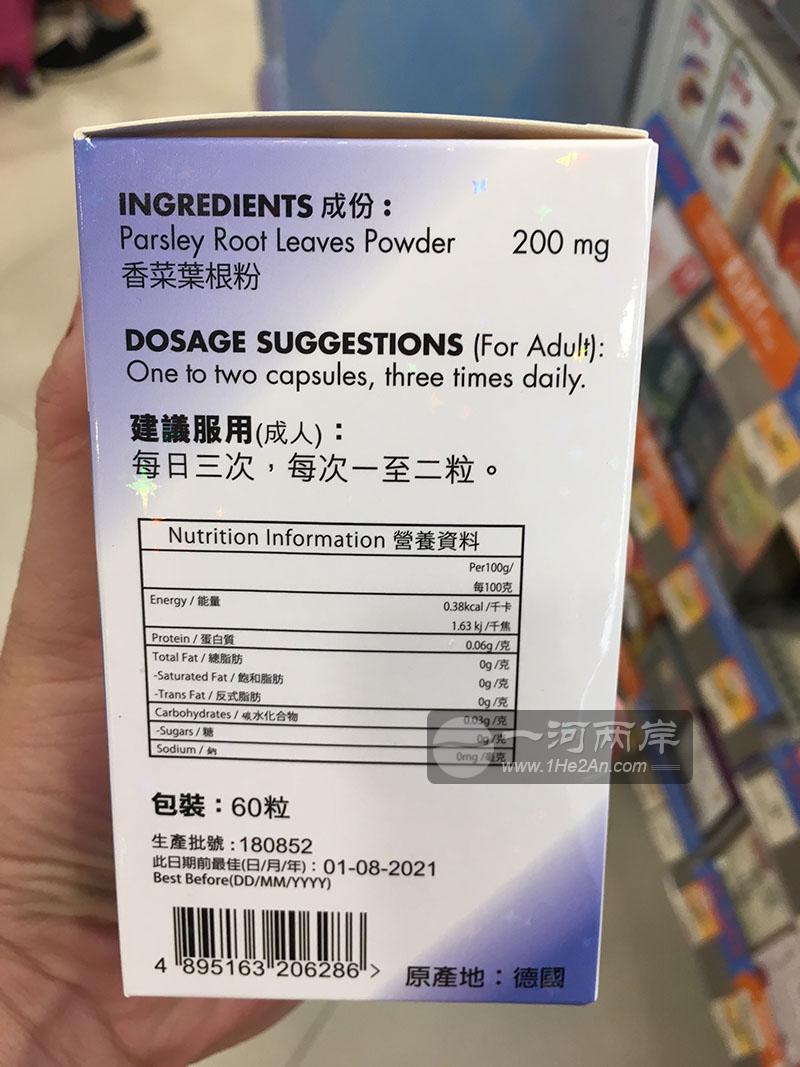 INGREDIENTS 成份：
Parsley Root Leaves Powder 200 mg
香菜葉根粉
DOSAGE SUGGESTIONS (For Adult):
One to two capsules, three times daily.
建議服用(成人)：
每日三次，每次一至二粒。
Nutrition Information 營養資料
Per100g/
每100克
Energy / 能量 0.38kcal /千卡
1.63 kj /千焦
Protein / 蛋白質 0.06g /克
Total Fat / 總脂肪 0g /克
-Saturated Fat / 飽和脂肪 0g /克
-Trans Fat / 反式脂肪 0g /克
Carbohydrates / 碳水化合物 0.03g /克
-Sugars / 糖 0g /克
Sodium / 鈉 0mg /毫克
一河两岸
www.1He2An.com
包裝：60粒
生產批號 : 180852
此日期前最佳(日/月/年)：01-08-2021
Best Before(DD/MM/YYYY)
4 895163 206286 >
原產地：德國